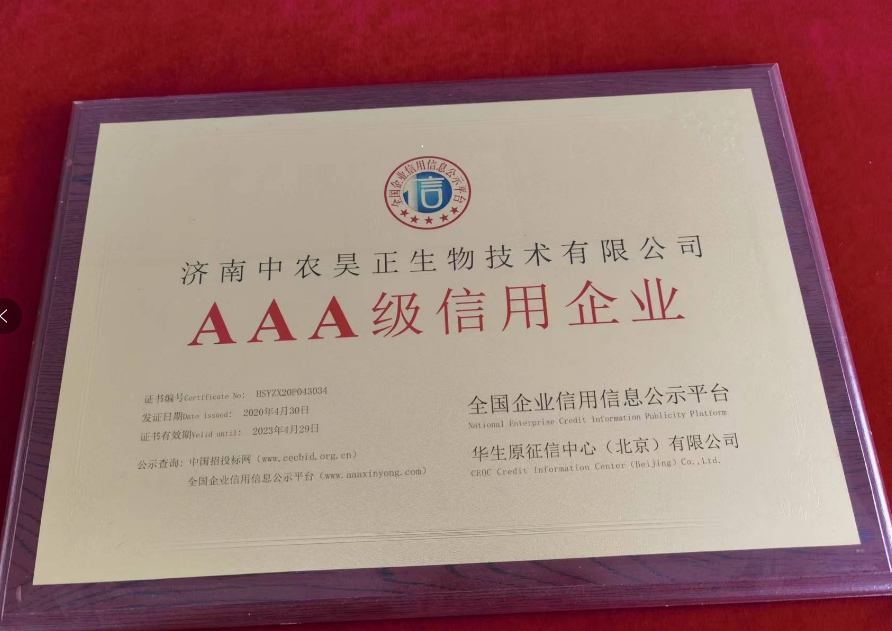 全国企业信用信息公示平台
信
济南中农昊正生物技术有限公司
AAA级信用企业
证书编号Certificate No: HSYZX20P043034
发证日期Date issued: 2020年4月30日
证书有效期Valid until: 2023年4月29日
公示查询: 中国招投标网（www.cecbid.org.cn）
全国企业信用信息公示平台（www.aaaxinyong.com）
全国企业信用信息公示平台
National Enterprise Credit Information Publicity Platform
华生原征信中心（北京）有限公司
CEOC Credit Information Center (Beijing) Co.,Ltd.